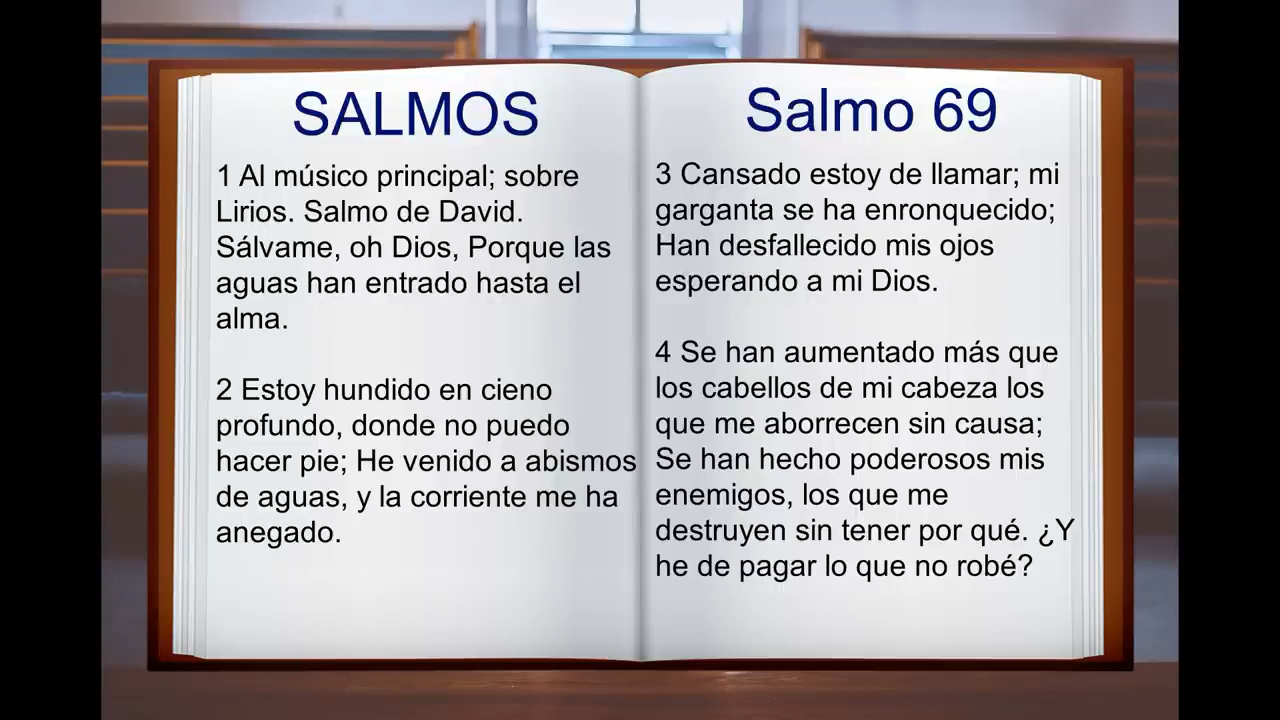 SALMOS
1 Al músico principal; sobre
Lirios. Salmo de David.
Sálvame, oh Dios, Porque las
aguas han entrado hasta el
alma.
2 Estoy hundido en cieno
profundo, donde no puedo
hacer pie; He venido a abismos
de aguas, y la corriente me ha
anegado.
Salmo 69
3 Cansado estoy de llamar; mi
garganta se ha enronquecido;
Han desfallecido mis ojos
esperando a mi Dios.
4 Se han aumentado más que
los cabellos de mi cabeza los
que me aborrecen sin causa;
Se han hecho poderosos mis
enemigos, los que me
destruyen sin tener por qué. ¿Y
he de pagar lo que no robé?